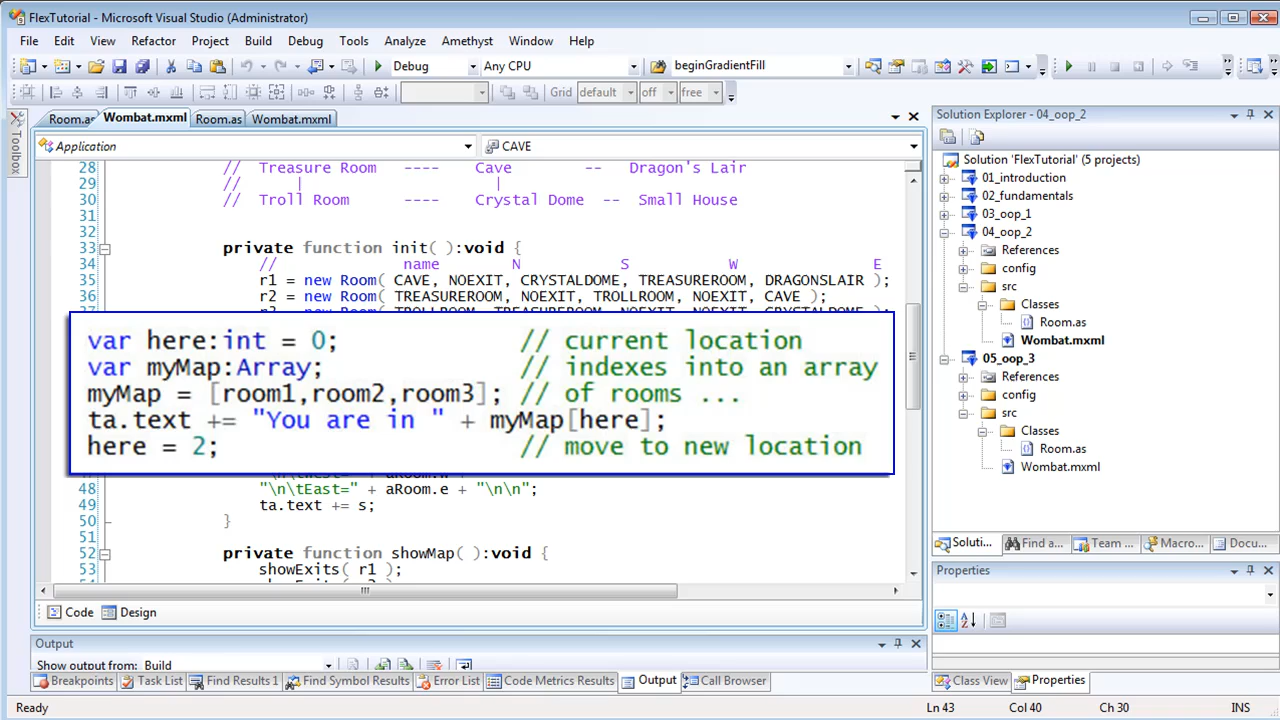 FlexTutorial - Microsoft Visual Studio (Administrator)
File Edit View Refactor Project Build Debug Tools Analyze Amethyst Window Help
Debug Any CPU beginGradientFill
Grid default off free
Room.as Wombat.mxml Room.as Wombat.mxml
Toolbox
Application CAVE
28 // Treasure Room ---- Cave -- Dragon's Lair
29 // | |
30 // Troll Room ---- Crystal Dome -- Small House
31
32
33 private function init( ):void {
34 // name N S W E
35 r1 = new Room( CAVE, NOEXIT, CRYSTALDOME, TREASUREROOM, DRAGONSLAIR );
36 r2 = new Room( TREASUREROOM, NOEXIT, TROLLROOM, NOEXIT, CAVE );
var here:int = 0; // current location
var myMap:Array; // indexes into an array
myMap = [room1,room2,room3]; // of rooms ...
ta.text += "You are in " + myMap[here];
here = 2; // move to new location
48 "\n\tEast=" + aRoom.e + "\n\n";
49 ta.text += s;
50 }
51
52 private function showMap( ):void {
53 showExits( r1 );
Code Design
Output
Show output from: Build
Breakpoints Task List Find Results 1 Find Symbol Results Error List Code Metrics Results Output Call Browser
Ready Ln 43 Col 40 Ch 30 INS
Solution Explorer - 04_oop_2
Solution 'FlexTutorial' (5 projects)
01_introduction
02_fundamentals
03_oop_1
04_oop_2
References
config
src
Classes
Room.as
Wombat.mxml
05_oop_3
References
config
src
Classes
Room.as
Wombat.mxml
Soluti... Find a... Team ... Macro... Docu...
Properties
Class View Properties